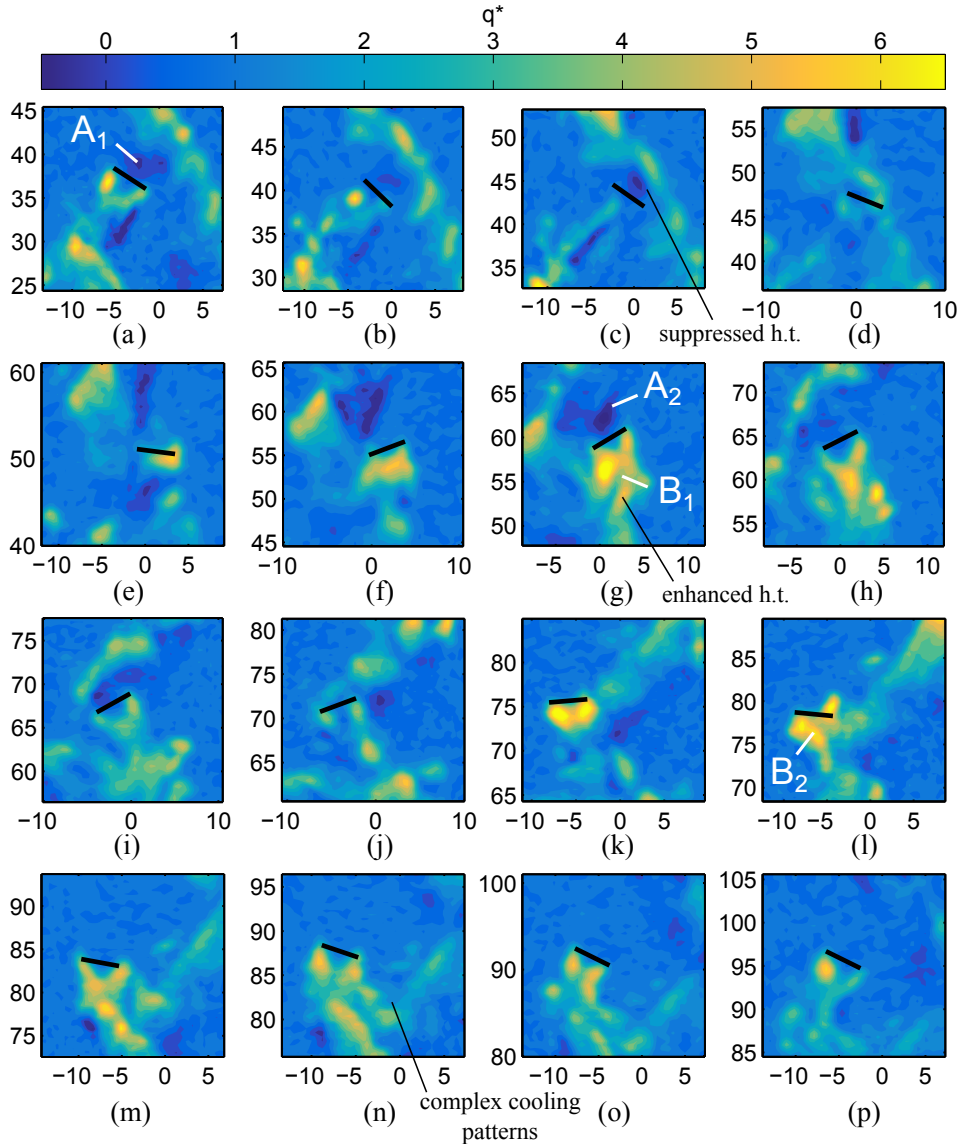 q*
0 1 2 3 4 5 6
45 40 35 30 25
−10 −5 0 5
(a)
A1
45 40 35 30
−10 −5 0 5
(b)
50 45 40 35
−10 −5 0 5
(c)
suppressed h.t.
55 50 45 40
−10 0 10
(d)
60 50 40
−10 −5 0 5
(e)
65 60 55 50 45
−10 0 10
(f)
65 60 55 50
−5 0 5 10
(g)
A2
B1
enhanced h.t.
70 65 60 55
−5 0 5 10
(h)
75 70 65 60
−10 0 10
(i)
80 75 70 65
−10 0 10
(j)
80 75 70 65
−10 −5 0 5
(k)
85 80 75 70
−10 −5 0 5
(l)
B2
90 85 80 75
−10 −5 0 5
(m)
95 90 85 80
−10 −5 0 5
(n)
complex cooling
patterns
100 90 80
−10 −5 0 5
(o)
105 100 95 90 85
−10 −5 0 5
(p)